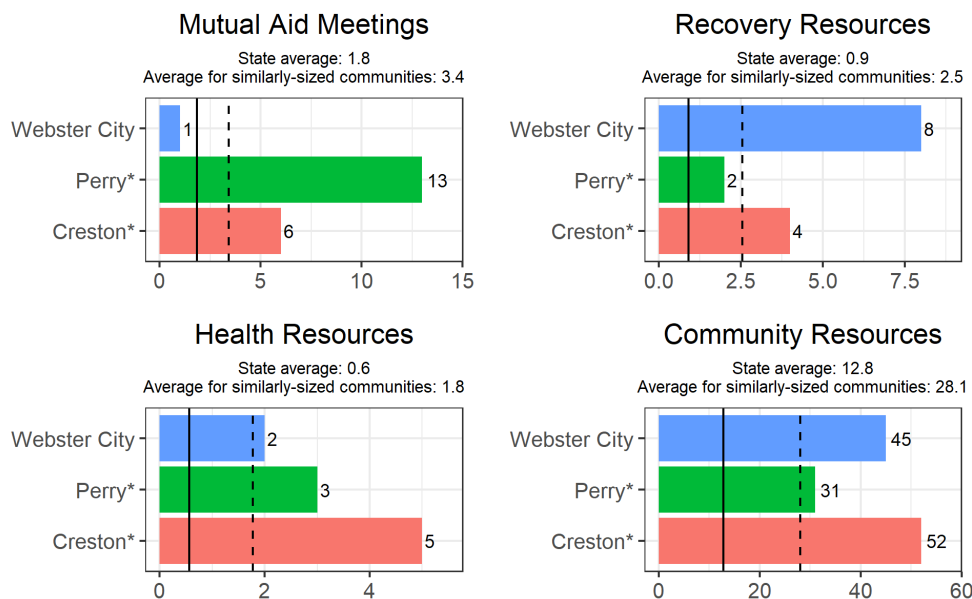 Mutual Aid Meetings
State average: 1.8
Average for similarly-sized communities: 3.4
Webster City
1
Perry*
13
Creston*
6
0 5 10 15
Recovery Resources
State average: 0.9
Average for similarly-sized communities: 2.5
Webster City
8
Perry*
2
Creston*
4
0.0 2.5 5.0 7.5
Health Resources
State average: 0.6
Average for similarly-sized communities: 1.8
Webster City
2
Perry*
3
Creston*
5
0 2 4
Community Resources
State average: 12.8
Average for similarly-sized communities: 28.1
Webster City
45
Perry*
31
Creston*
52
0 20 40 60